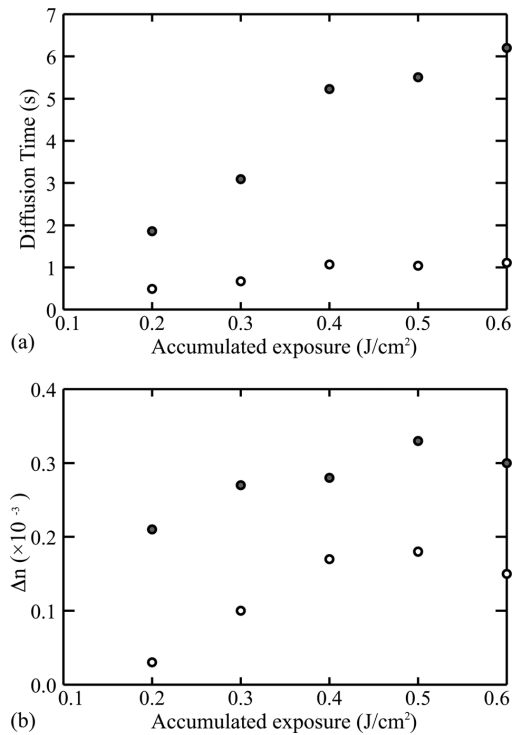 7
6
5
4
3
2
1
0
Diffusion Time (s)
0.1 0.2 0.3 0.4 0.5 0.6
(a) Accumulated exposure (J/cm²)
0.4
0.3
0.2
0.1
0.0
Δn (×10⁻³)
0.1 0.2 0.3 0.4 0.5 0.6
(b) Accumulated exposure (J/cm²)